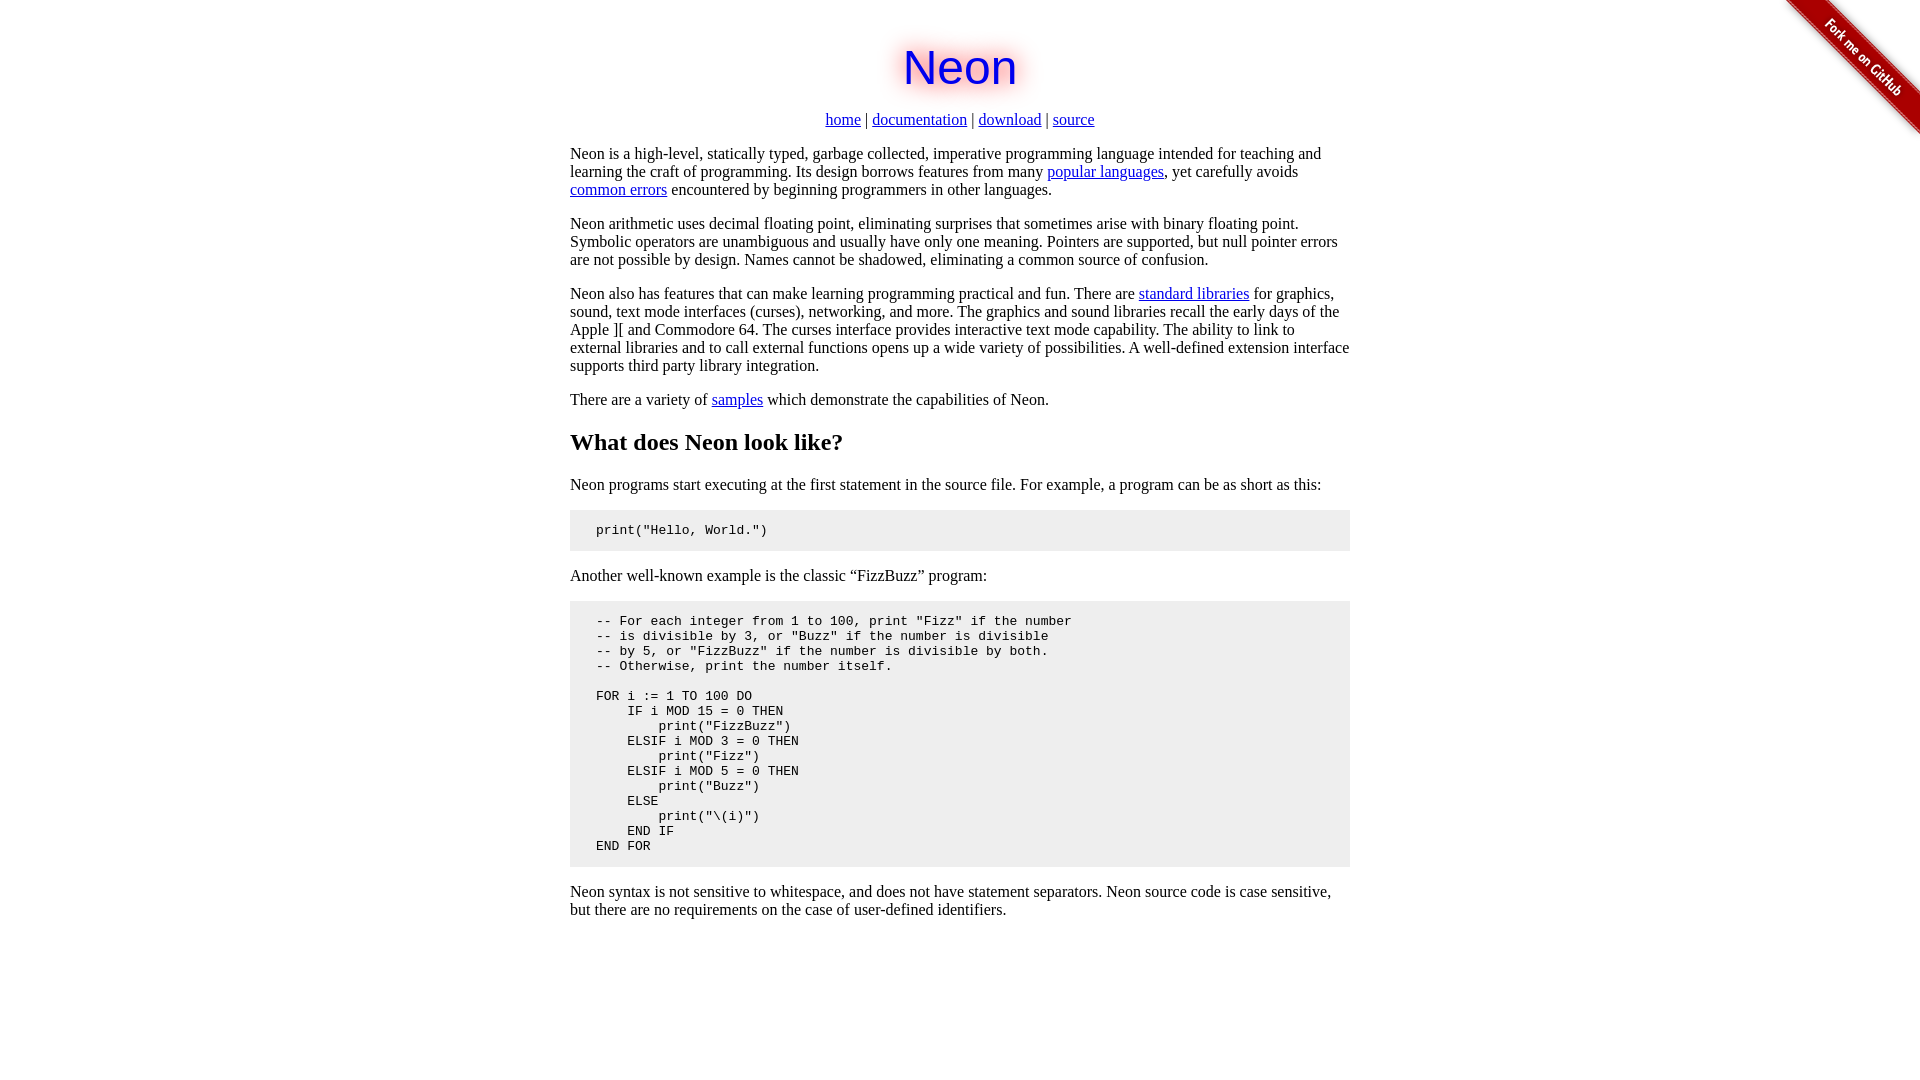 Neon
Fork me on GitHub
home | documentation | download | source
Neon is a high-level, statically typed, garbage collected, imperative programming language intended for teaching and
learning the craft of programming. Its design borrows features from many popular languages, yet carefully avoids
common errors encountered by beginning programmers in other languages.
Neon arithmetic uses decimal floating point, eliminating surprises that sometimes arise with binary floating point.
Symbolic operators are unambiguous and usually have only one meaning. Pointers are supported, but null pointer errors
are not possible by design. Names cannot be shadowed, eliminating a common source of confusion.
Neon also has features that can make learning programming practical and fun. There are standard libraries for graphics,
sound, text mode interfaces (curses), networking, and more. The graphics and sound libraries recall the early days of the
Apple ][ and Commodore 64. The curses interface provides interactive text mode capability. The ability to link to
external libraries and to call external functions opens up a wide variety of possibilities. A well-defined extension interface
supports third party library integration.
There are a variety of samples which demonstrate the capabilities of Neon.
What does Neon look like?
Neon programs start executing at the first statement in the source file. For example, a program can be as short as this:
print("Hello, World.")
Another well-known example is the classic “FizzBuzz” program:
-- For each integer from 1 to 100, print "Fizz" if the number
-- is divisible by 3, or "Buzz" if the number is divisible
-- by 5, or "FizzBuzz" if the number is divisible by both.
-- Otherwise, print the number itself.
FOR i := 1 TO 100 DO
    IF i MOD 15 = 0 THEN
        print("FizzBuzz")
    ELSIF i MOD 3 = 0 THEN
        print("Fizz")
    ELSIF i MOD 5 = 0 THEN
        print("Buzz")
    ELSE
        print("\(i)")
    END IF
END FOR
Neon syntax is not sensitive to whitespace, and does not have statement separators. Neon source code is case sensitive,
but there are no requirements on the case of user-defined identifiers.